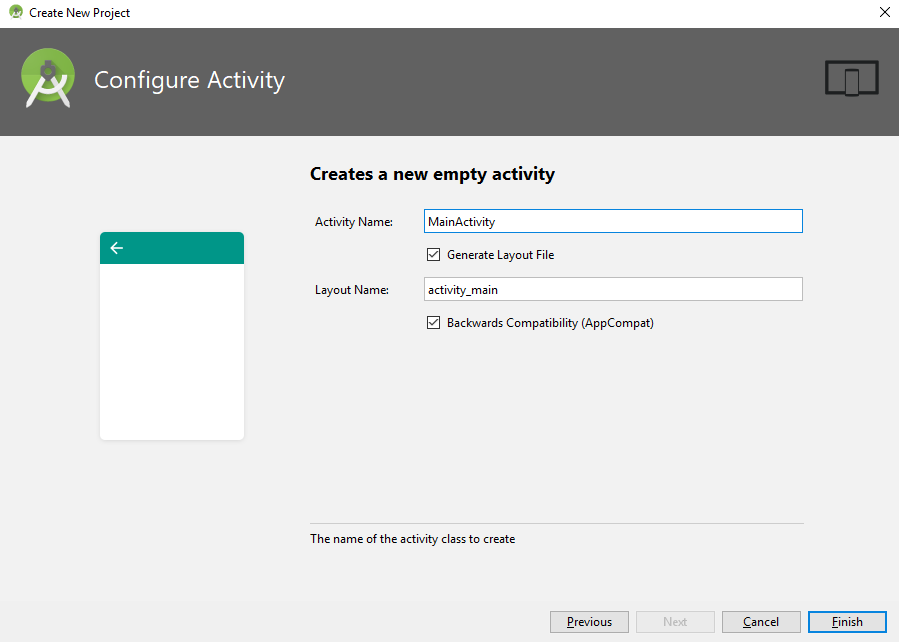 Create New Project
Configure Activity
Creates a new empty activity
Activity Name: MainActivity
Generate Layout File
Layout Name: activity_main
Backwards Compatibility (AppCompat)
The name of the activity class to create
Previous Next Cancel Finish